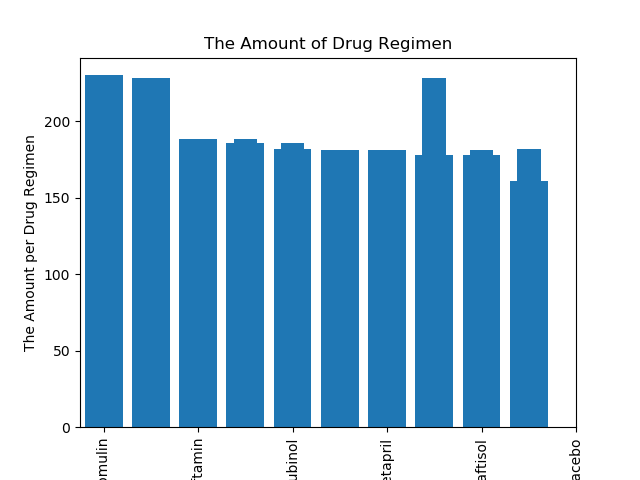 The Amount of Drug Regimen
The Amount per Drug Regimen
200
150
100
50
0
omulin
ftamin
ubinol
etapril
aftisol
acebo